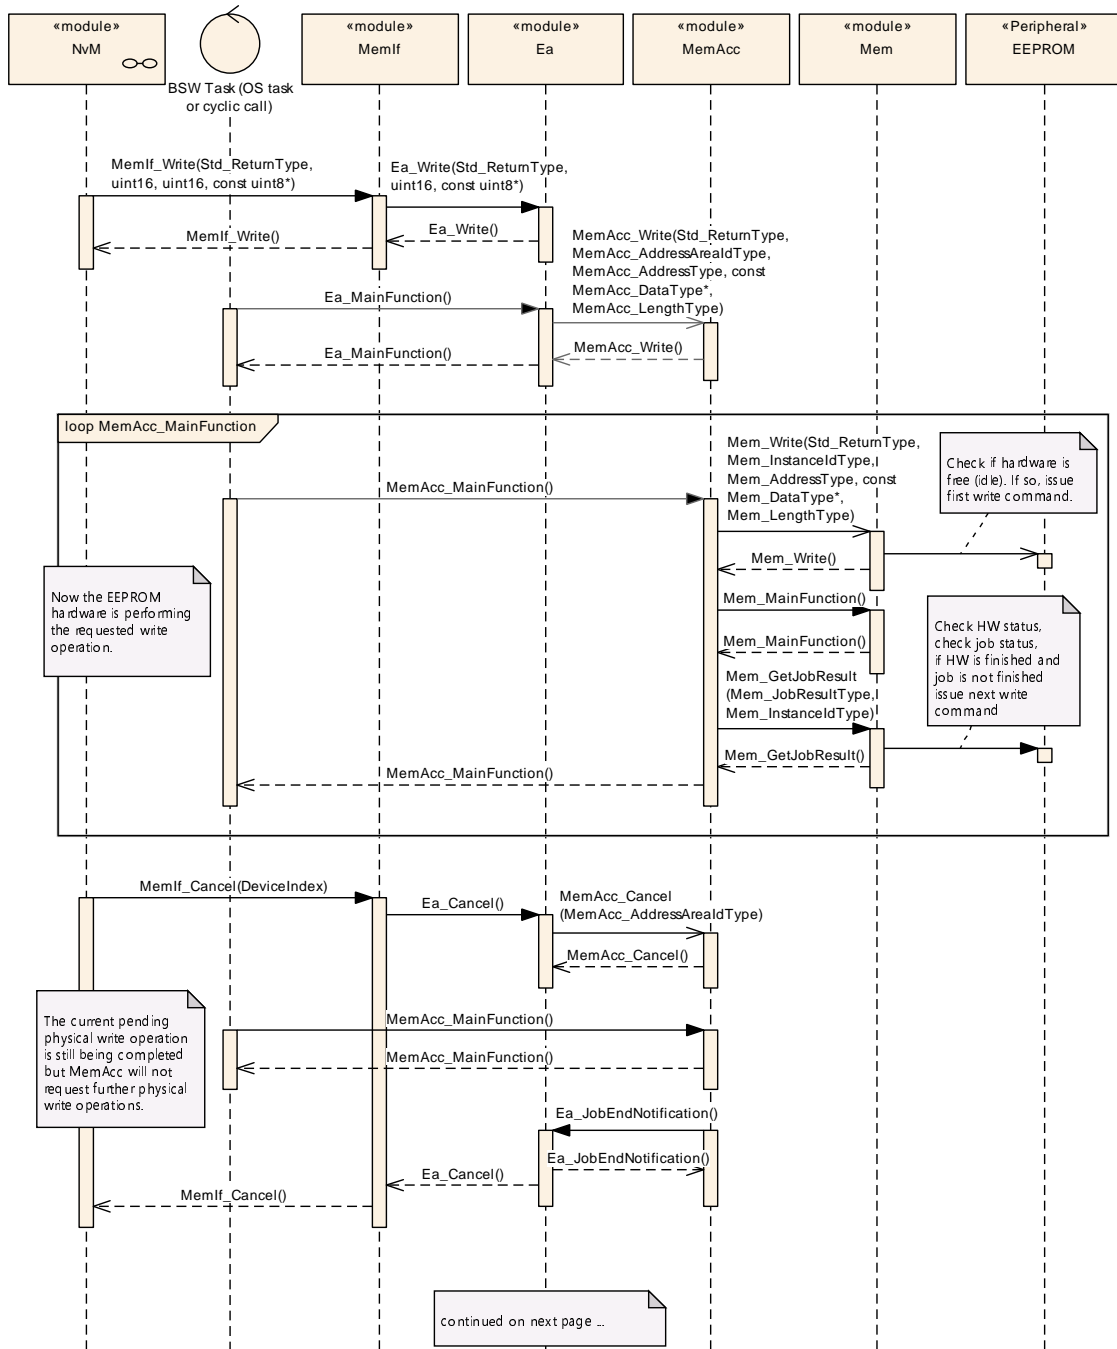 «module»
NvM
BSW Task (OS task
or cyclic call)
«module»
MemIf
«module»
Ea
«module»
MemAcc
«module»
Mem
«Peripheral»
EEPROM
MemIf_Write(Std_ReturnType,
uint16, uint16, const uint8*)
Ea_Write(Std_ReturnType,
uint16, const uint8*)
Ea_Write()
MemIf_Write()
MemAcc_Write(Std_ReturnType,
MemAcc_AddressAreaIdType,
MemAcc_AddressType, const
MemAcc_DataType*,
MemAcc_LengthType)
Ea_MainFunction()
MemAcc_Write()
Ea_MainFunction()
loop MemAcc_MainFunction
Mem_Write(Std_ReturnType,
Mem_InstanceIdType,
Mem_AddressType, const
Mem_DataType*,
Mem_LengthType)
Check if hardware is
free (idle). If so, issue
first write command.
MemAcc_MainFunction()
Mem_Write()
Now the EEPROM
hardware is performing
the requested write
operation.
Mem_MainFunction()
Mem_MainFunction()
Check HW status,
check job status,
if HW is finished and
job is not finished
issue next write
command
Mem_GetJobResult
(Mem_JobResultType,
Mem_InstanceIdType)
Mem_GetJobResult()
MemAcc_MainFunction()
MemIf_Cancel(DeviceIndex)
Ea_Cancel()
MemAcc_Cancel
(MemAcc_AddressAreaIdType)
MemAcc_Cancel()
The current pending
physical write operation
is still being completed
but MemAcc will not
request further physical
write operations.
MemAcc_MainFunction()
MemAcc_MainFunction()
Ea_JobEndNotification()
Ea_JobEndNotification()
Ea_Cancel()
MemIf_Cancel()
continued on next page ...